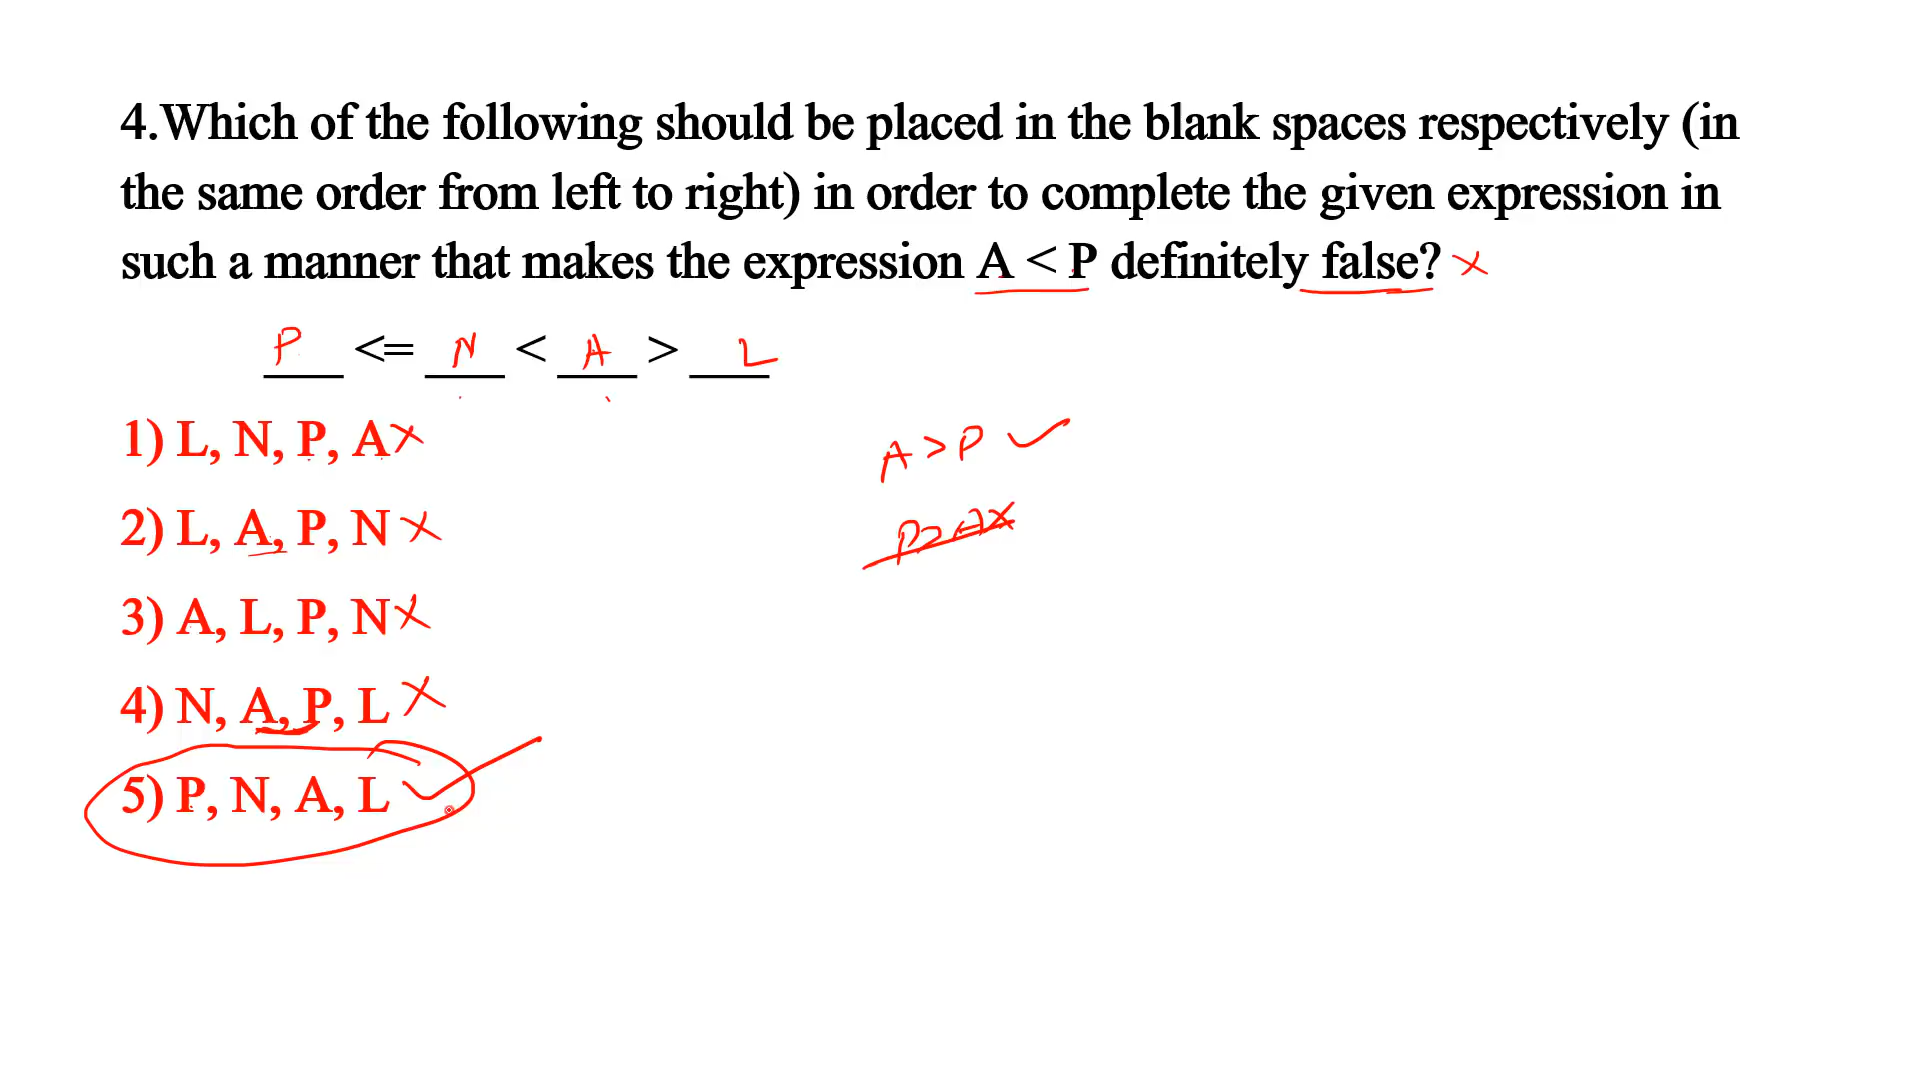 4.Which of the following should be placed in the blank spaces respectively (in
the same order from left to right) in order to complete the given expression in
such a manner that makes the expression A < P definitely false? ×
P <= N < A > L
1) L, N, P, A ×
A > P ✓
2) L, A, P, N ×
P > A ×
3) A, L, P, N ×
4) N, A, P, L ×
5) P, N, A, L ✓